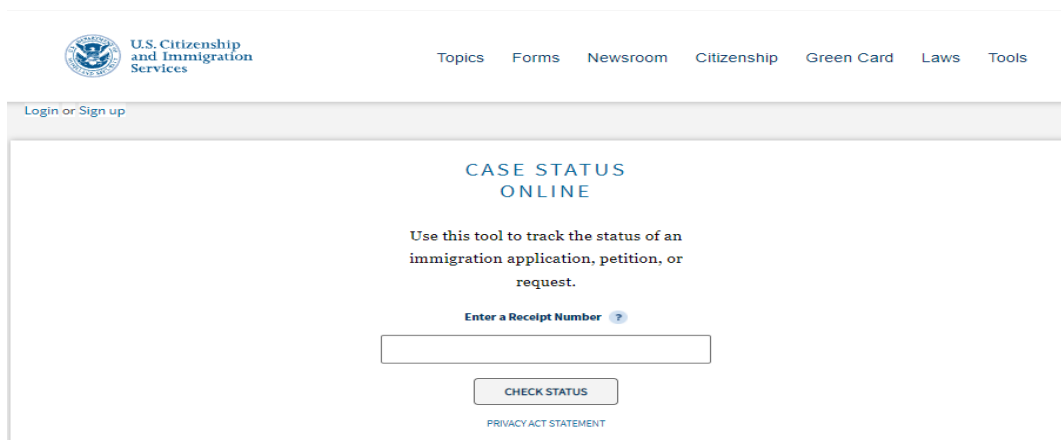 U.S. Citizenship
and Immigration
Services
Topics Forms Newsroom Citizenship Green Card Laws Tools
Login or Sign up
CASE STATUS
ONLINE
Use this tool to track the status of an
immigration application, petition, or
request.
Enter a Receipt Number ?
CHECK STATUS
PRIVACY ACT STATEMENT